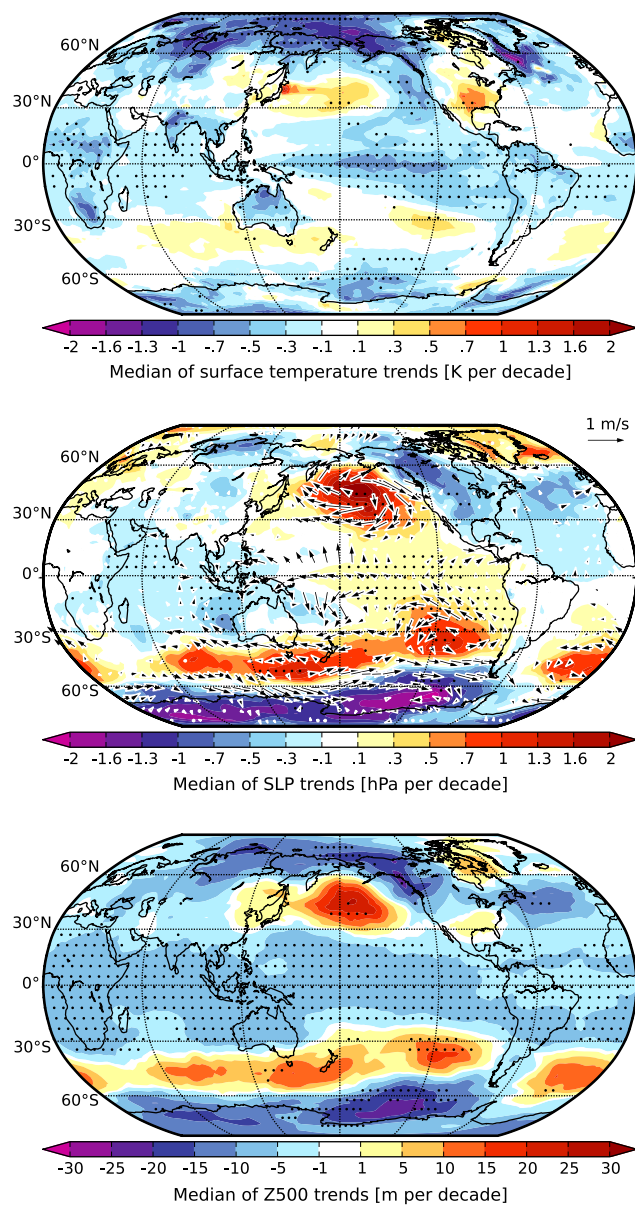 60°N
30°N
0°
30°S
60°S
-2 -1.6 -1.3 -1 -.7 -.5 -.3 -.1 .1 .3 .5 .7 1 1.3 1.6 2
Median of surface temperature trends [K per decade]
1 m/s
60°N
30°N
0°
30°S
60°S
-2 -1.6 -1.3 -1 -.7 -.5 -.3 -.1 .1 .3 .5 .7 1 1.3 1.6 2
Median of SLP trends [hPa per decade]
60°N
30°N
0°
30°S
60°S
-30 -25 -20 -15 -10 -5 -1 1 5 10 15 20 25 30
Median of Z500 trends [m per decade]